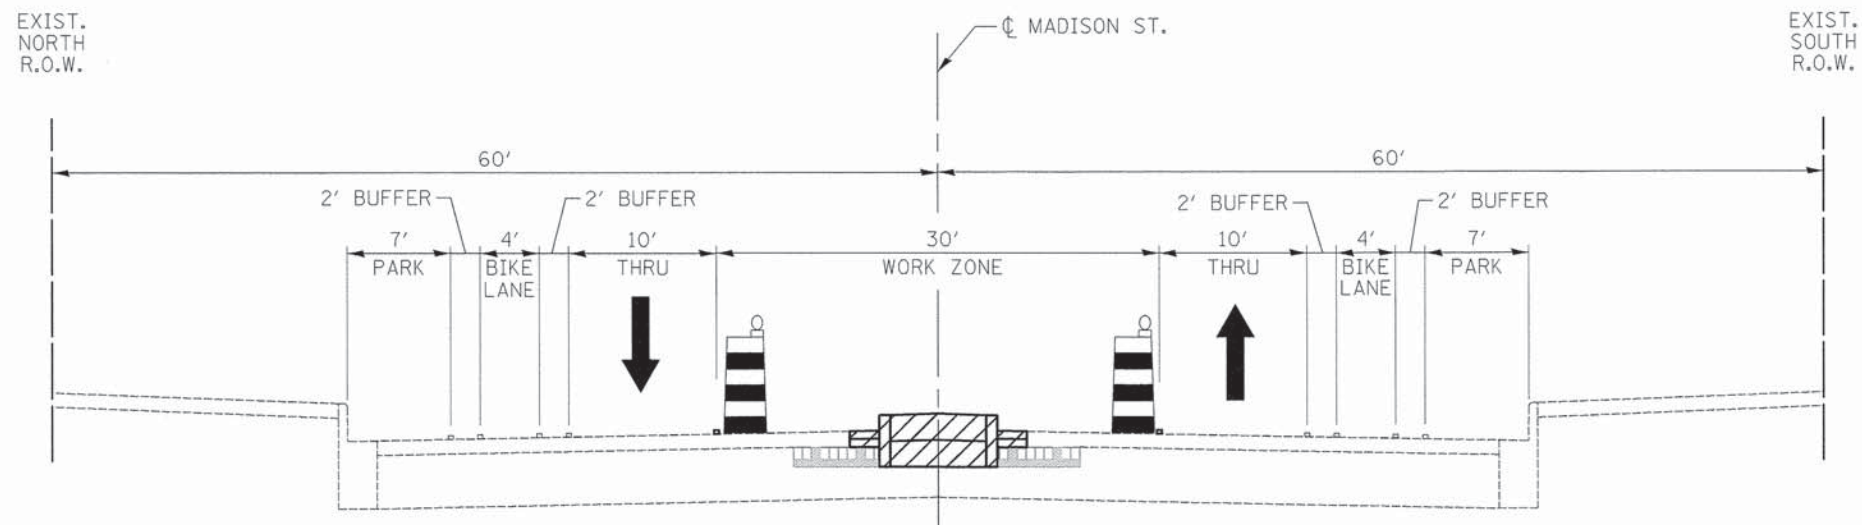 EXIST.
NORTH
R.O.W.
℄ MADISON ST.
EXIST.
SOUTH
R.O.W.
60'
60'
2' BUFFER
2' BUFFER
2' BUFFER
2' BUFFER
7'
4'
10'
30'
10'
4'
7'
PARK
BIKE
LANE
THRU
WORK ZONE
THRU
BIKE
LANE
PARK